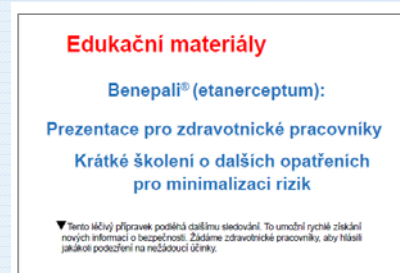 Edukační materiály
Benepali® (etanerceptum):
Prezentace pro zdravotnické pracovníky
Krátké školení o dalších opatřeních
pro minimalizaci rizik
▼Tento léčivý přípravek podléhá dalšímu sledování. To umožní rychlé získání
nových informací o bezpečnosti. Žádáme zdravotnické pracovníky, aby hlásili
jakákoli podezření na nežádoucí účinky.